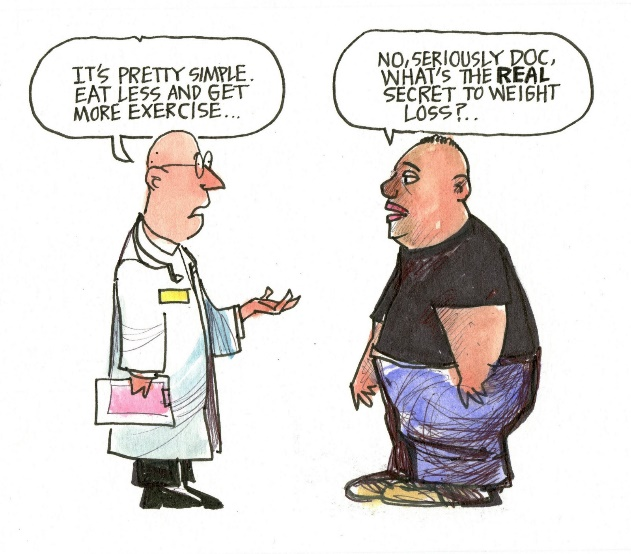 IT'S PRETTY SIMPLE.
EAT LESS AND GET
MORE EXERCISE...
NO, SERIOUSLY DOC,
WHAT'S THE REAL
SECRET TO WEIGHT
LOSS?..